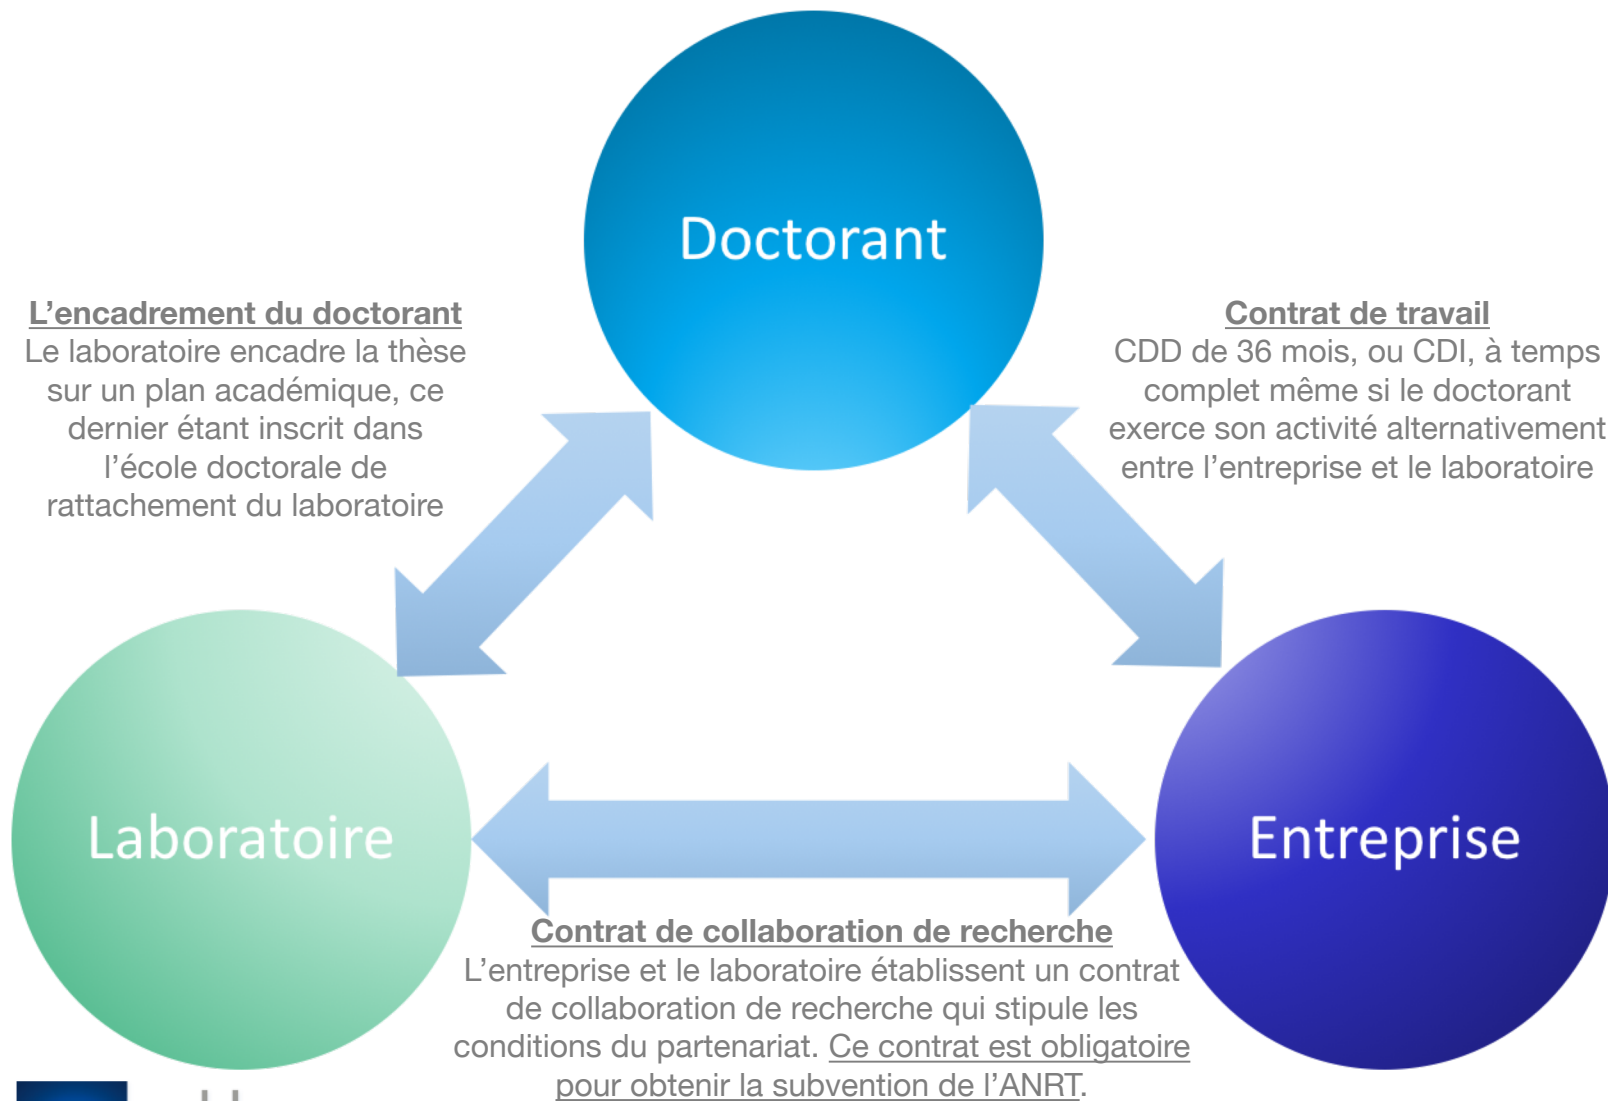 Doctorant
L’encadrement du doctorant
Le laboratoire encadre la thèse
sur un plan académique, ce
dernier étant inscrit dans
l’école doctorale de
rattachement du laboratoire
Contrat de travail
CDD de 36 mois, ou CDI, à temps
complet même si le doctorant
exerce son activité alternativement
entre l’entreprise et le laboratoire
Laboratoire
Entreprise
Contrat de collaboration de recherche
L’entreprise et le laboratoire établissent un contrat
de collaboration de recherche qui stipule les
conditions du partenariat. Ce contrat est obligatoire
pour obtenir la subvention de l’ANRT.